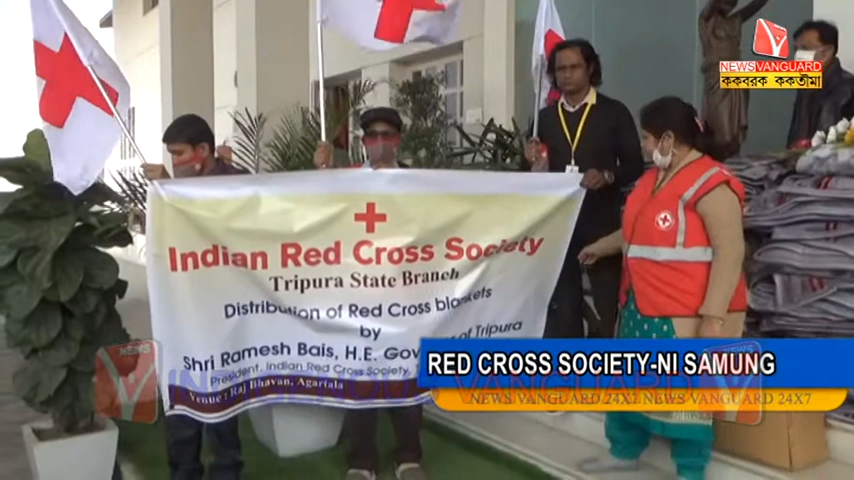 NEWSVANGUARD
ককবরক ককতীমা
Indian Red Cross Society
Tripura State Branch
Distribution of Red Cross blankets
by
Shri Ramesh Bais, H.E. Gov of Tripura
President, Indian Red Cross Society,
Venue: Raj Bhavan, Agartala
RED CROSS SOCIETY-NI SAMUNG
NEWS VANGUARD 24X7 NEWS VANGUARD 24X7
NEWS
VANGUARD